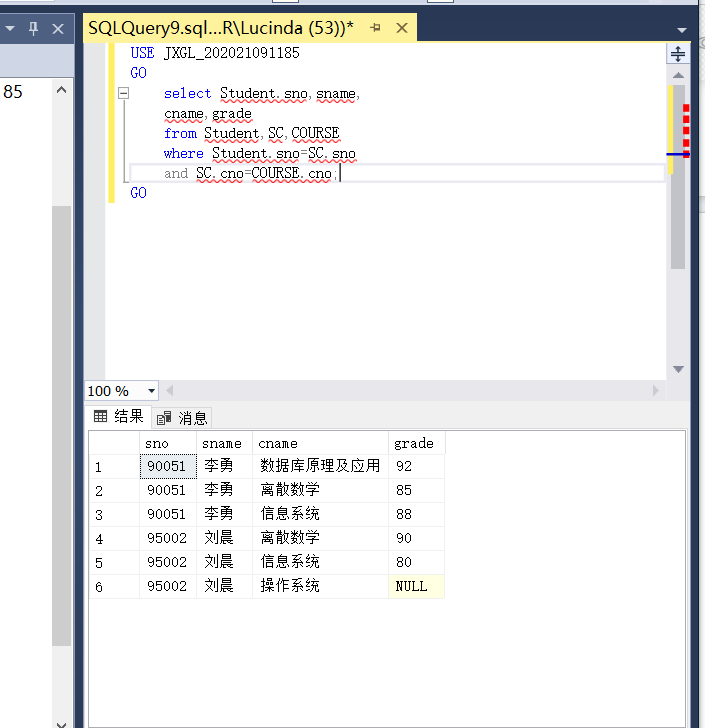 SQLQuery9.sql...R\Lucinda (53))*
85
USE JXGL_202021091185
GO
select Student.sno,sname,
cname,grade
from Student,SC,COURSE
where Student.sno=SC.sno
and SC.cno=COURSE.cno;
GO
100 %
结果 消息
sno sname cname grade
1 90051 李勇 数据库原理及应用 92
2 90051 李勇 离散数学 85
3 90051 李勇 信息系统 88
4 95002 刘晨 离散数学 90
5 95002 刘晨 信息系统 80
6 95002 刘晨 操作系统 NULL